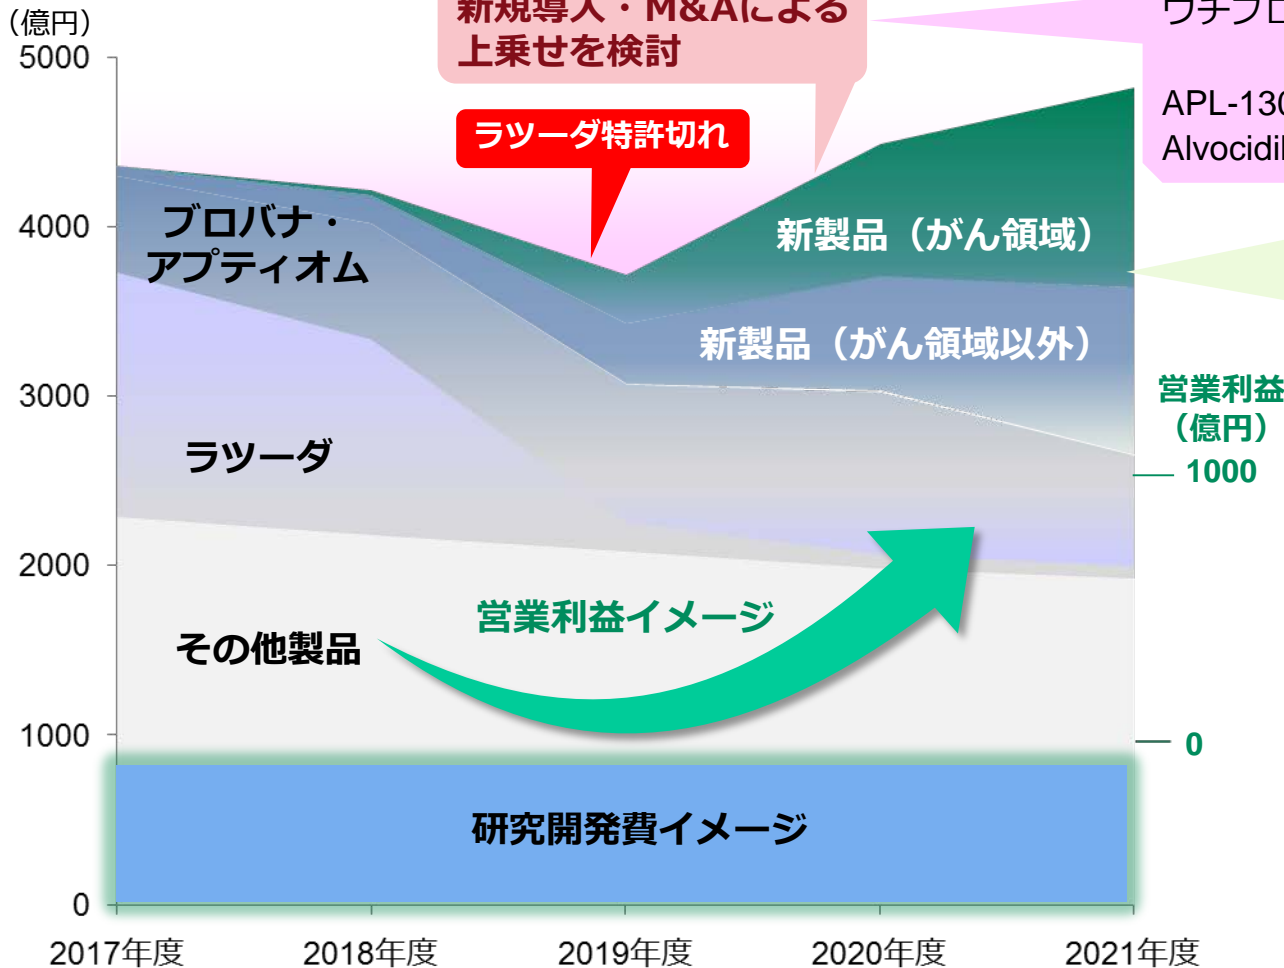 （億円）
5000
4000
3000
2000
1000
0
新規導入・M&Aによる
上乗せを検討
ラツーダ特許切れ
APL-130
ブロバナ・
アプティオム
ラツーダ
その他製品
新製品（がん領域）
新製品（がん領域以外）
営業利益イメージ
研究開発費イメージ
営業利益
（億円）
1000
0
2017年度
2018年度
2019年度
2020年度
2021年度